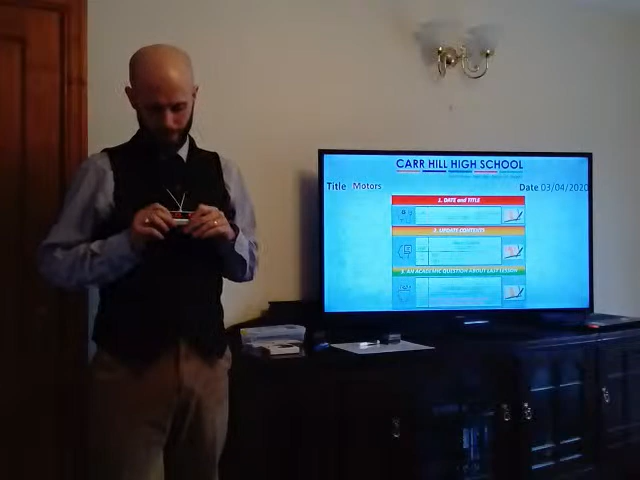 CARR HILL HIGH SCHOOL
Title Motors
Date 03/04/2020
1. DATE and TITLE
2. UPDATE CONTENTS
3. AN ACADEMIC QUESTION ABOUT LAST LESSON